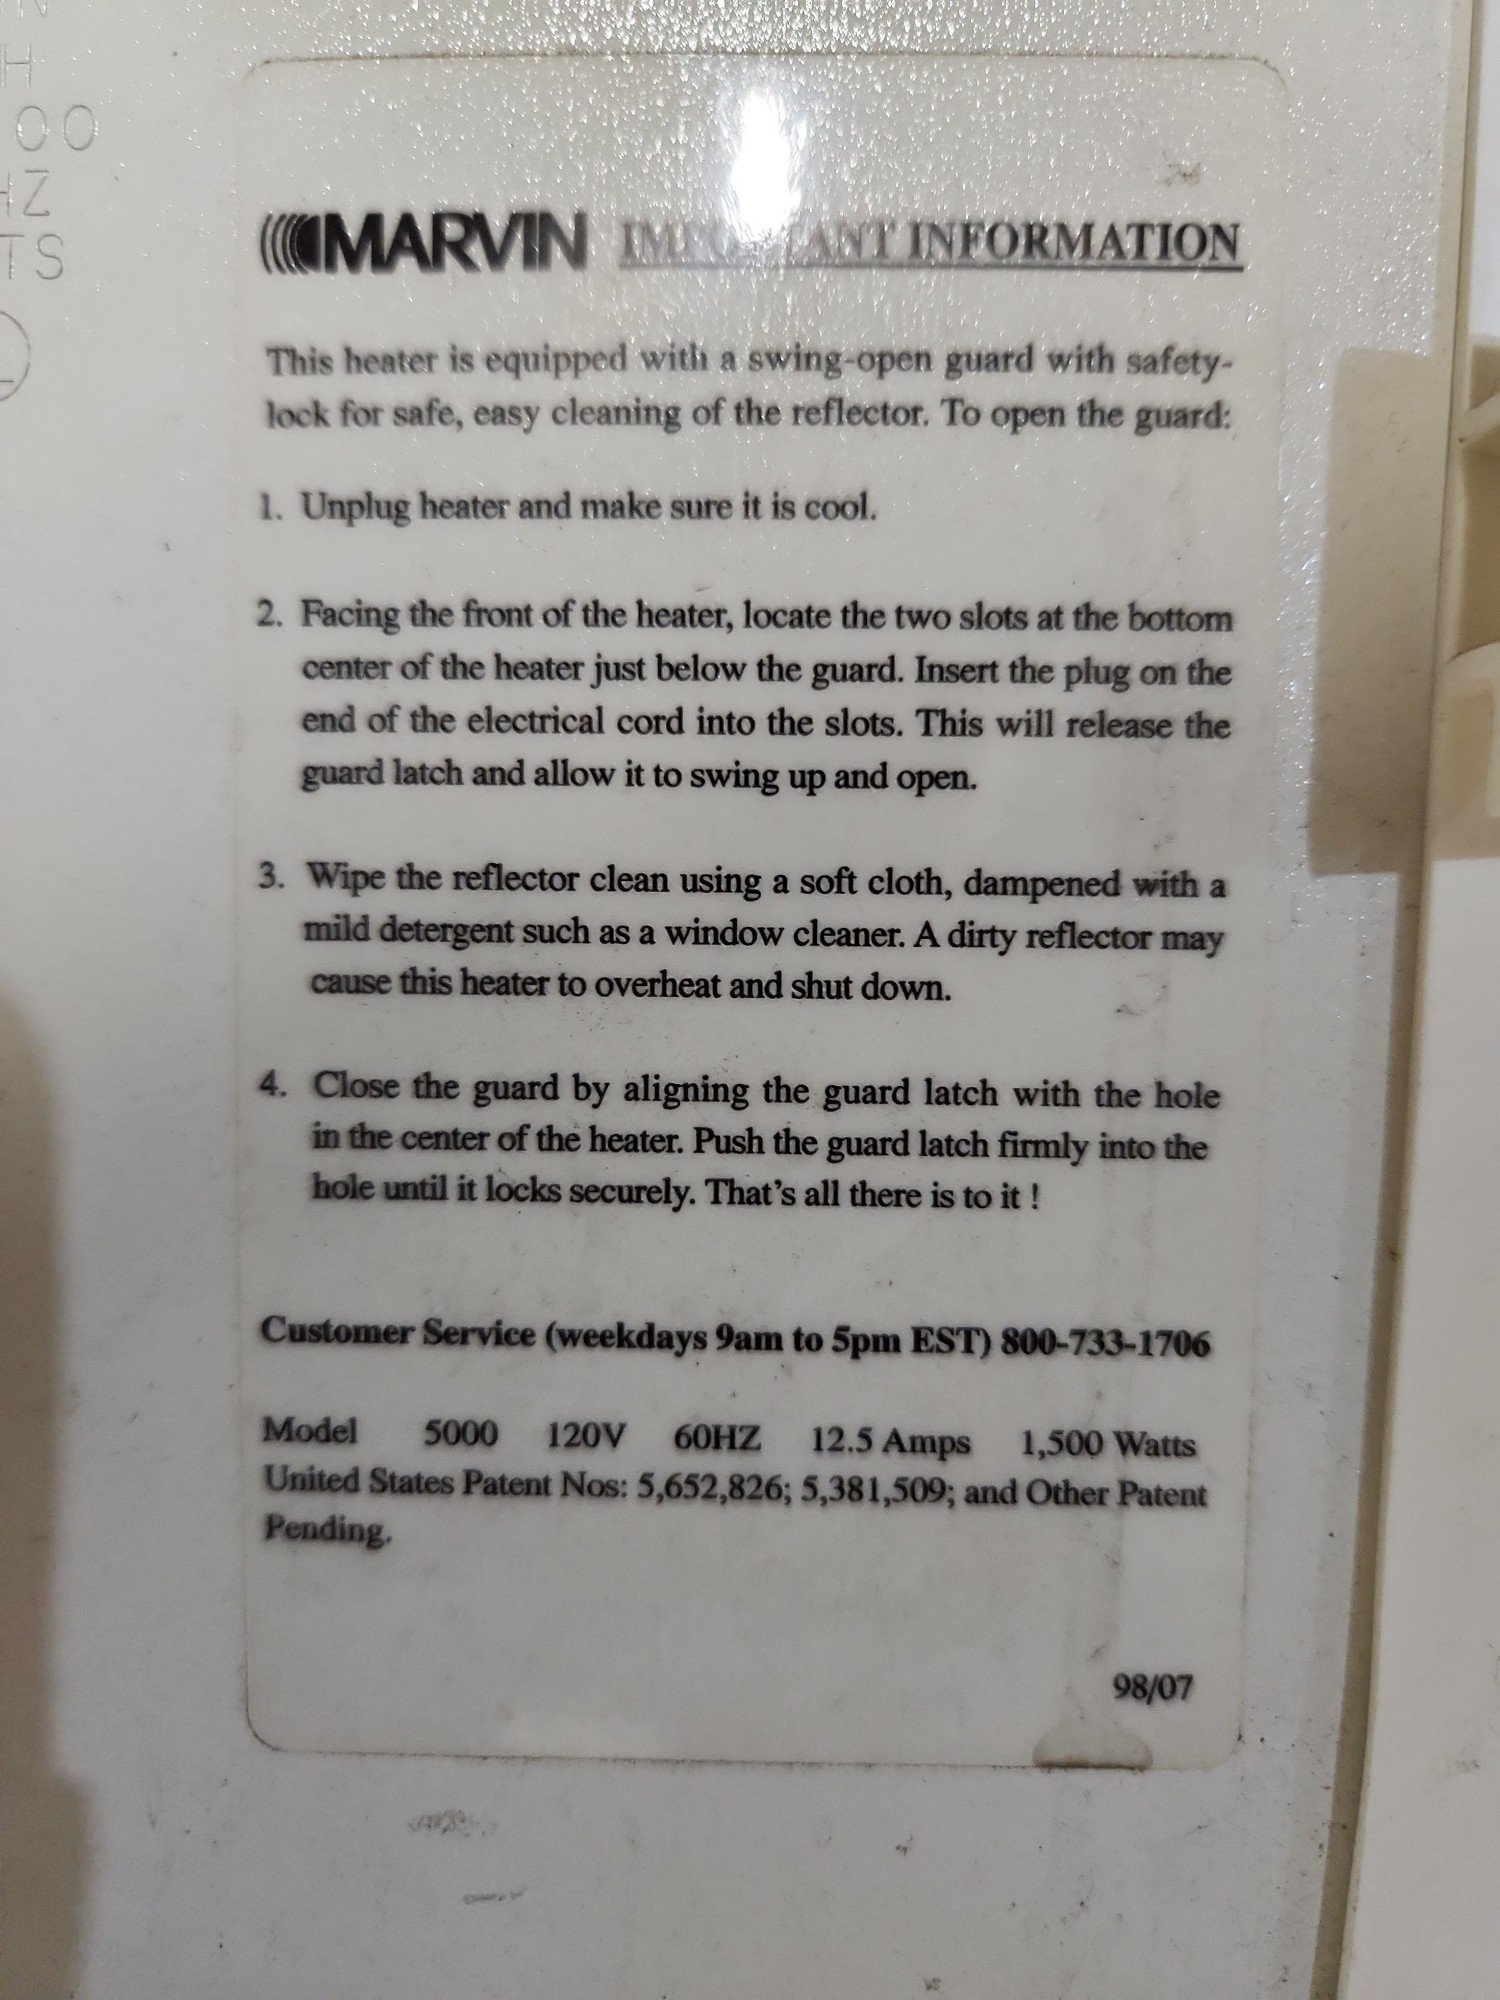 H
00
HZ
TS
MARVIN IMPORTANT INFORMATION
This heater is equipped with a swing-open guard with safety-
lock for safe, easy cleaning of the reflector. To open the guard:
1. Unplug heater and make sure it is cool.
2. Facing the front of the heater, locate the two slots at the bottom
center of the heater just below the guard. Insert the plug on the
end of the electrical cord into the slots. This will release the
guard latch and allow it to swing up and open.
3. Wipe the reflector clean using a soft cloth, dampened with a
mild detergent such as a window cleaner. A dirty reflector may
cause this heater to overheat and shut down.
4. Close the guard by aligning the guard latch with the hole
in the center of the heater. Push the guard latch firmly into the
hole until it locks securely. That's all there is to it !
Customer Service (weekdays 9am to 5pm EST) 800-733-1706
Model 5000 120V 60HZ 12.5 Amps 1,500 Watts
United States Patent Nos: 5,652,826; 5,381,509; and Other Patent
Pending.
98/07